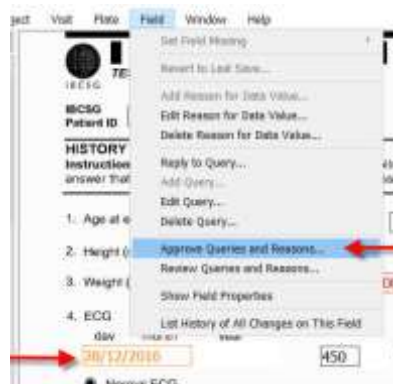 Visit Plate Field Window Help
Set Field Missing
Revert to Last Save...
Add Reason for Data Value...
Edit Reason for Data Value...
Delete Reason for Data Value...
Reply to Query...
Add Query...
Edit Query...
Delete Query...
Approve Queries and Reasons...
Review Queries and Reasons...
Show Field Properties
List History of All Changes on This Field
IBCSG
IBCSG
Patient ID
HISTORY
Instruction
answer that
1. Age at e
2. Height (
3. Weight (
4. ECG
day month year
28/12/2016
450
Normal ECG